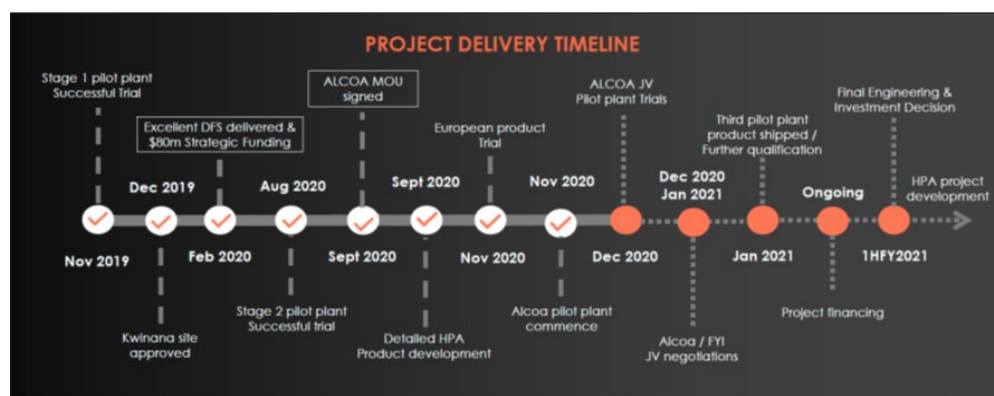 PROJECT DELIVERY TIMELINE
Stage 1 pilot plant
Successful Trial
Nov 2019
Dec 2019
Kwinana site
approved
Excellent DFS delivered &
$80m Strategic Funding
Feb 2020
Aug 2020
Stage 2 pilot plant
Successful trial
ALCOA MOU
signed
Sept 2020
Sept 2020
Detailed HPA
Product development
European product
Trial
Nov 2020
Nov 2020
Alcoa pilot plant
commence
ALCOA JV
Pilot plant Trials
Dec 2020
Dec 2020
Jan 2021
Alcoa / FYI
JV negotiations
Third pilot plant
product shipped /
Further qualification
Jan 2021
Ongoing
Project financing
Final Engineering &
Investment Decision
1HFY2021
HPA project
development